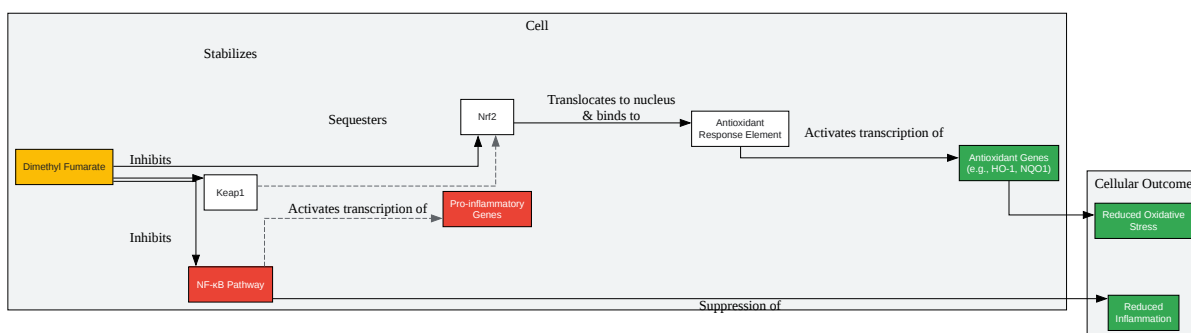 Cell
Stabilizes
Translocates to nucleus
& binds to
Sequesters
Nrf2
Antioxidant
Response Element
Activates transcription of
Inhibits
Dimethyl Fumarate
Antioxidant Genes
(e.g., HO-1, NQO1)
Keap1
Cellular Outcome
Activates transcription of
Pro-inflammatory
Genes
Reduced Oxidative
Stress
Inhibits
NF-κB Pathway
Suppression of
Reduced
Inflammation